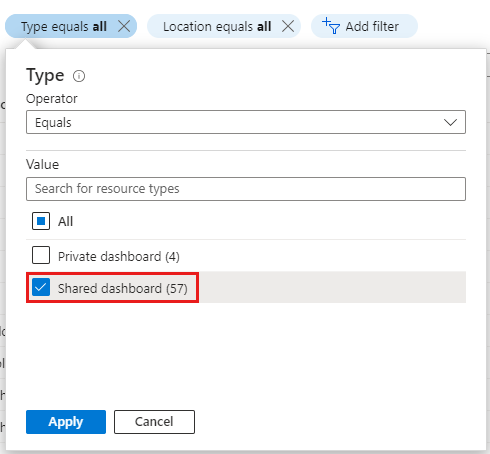 Type equals all
Location equals all
Add filter
Type
Operator
Equals
Value
Search for resource types
All
Private dashboard (4)
Shared dashboard (57)
Apply
Cancel